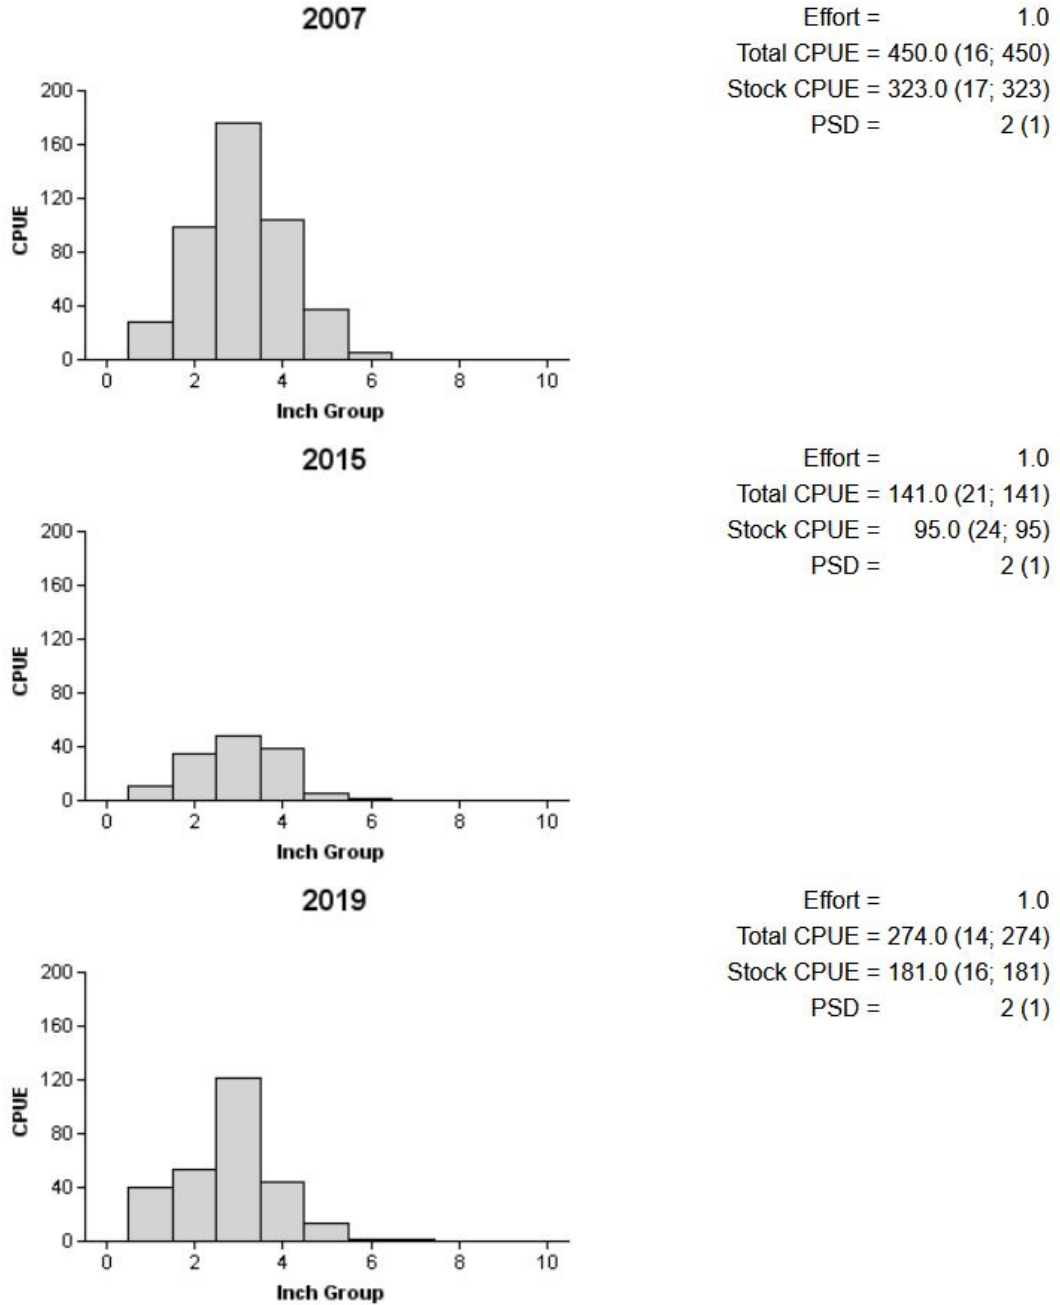 2007
Effort = 1.0
Total CPUE = 450.0 (16; 450)
Stock CPUE = 323.0 (17; 323)
PSD = 2 (1)
200
160
120
80
40
0
CPUE
0 2 4 6 8 10
Inch Group
2015
Effort = 1.0
Total CPUE = 141.0 (21; 141)
Stock CPUE = 95.0 (24; 95)
PSD = 2 (1)
200
160
120
80
40
0
CPUE
0 2 4 6 8 10
Inch Group
2019
Effort = 1.0
Total CPUE = 274.0 (14; 274)
Stock CPUE = 181.0 (16; 181)
PSD = 2 (1)
200
160
120
80
40
0
CPUE
0 2 4 6 8 10
Inch Group